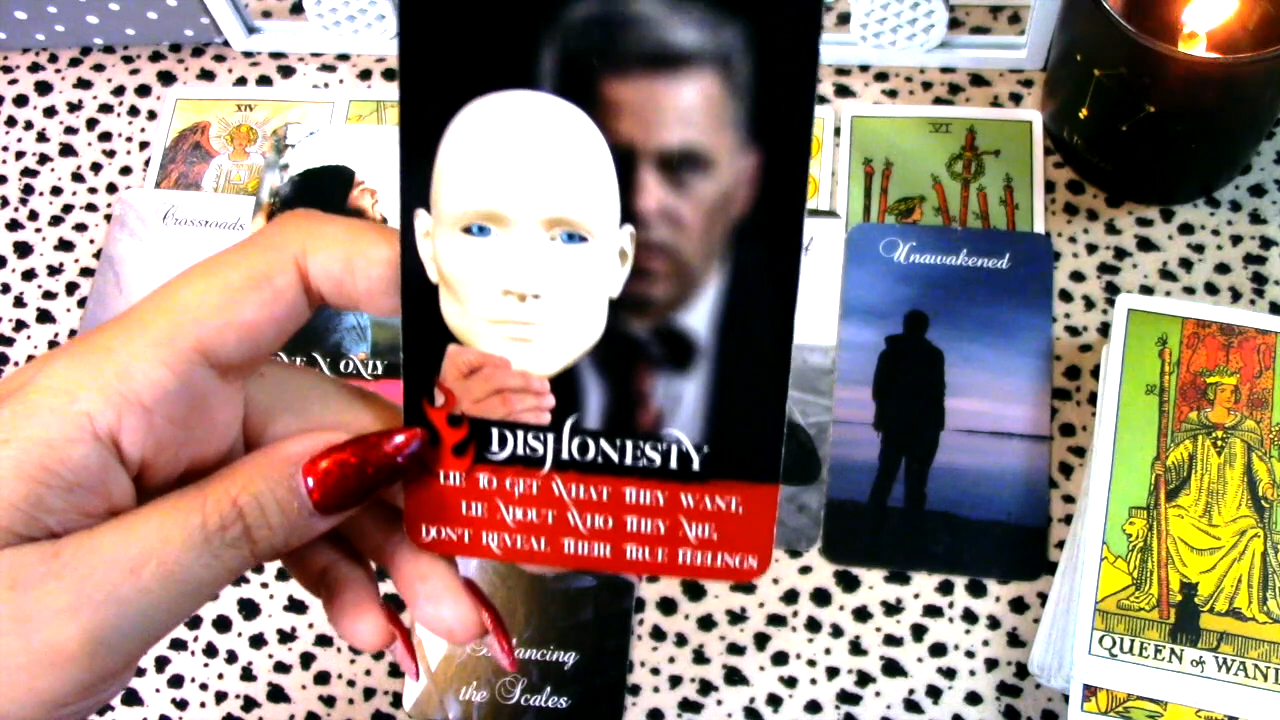 XIV
VI
Crossroads
Unawakened
N ONLY
DISHONESTY
LIE TO GET WHAT THEY WANT,
LIE ABOUT WHO THEY ARE,
DON'T REVEAL THEIR TRUE FEELINGS
QUEEN of WAND
Balancing
the Scales